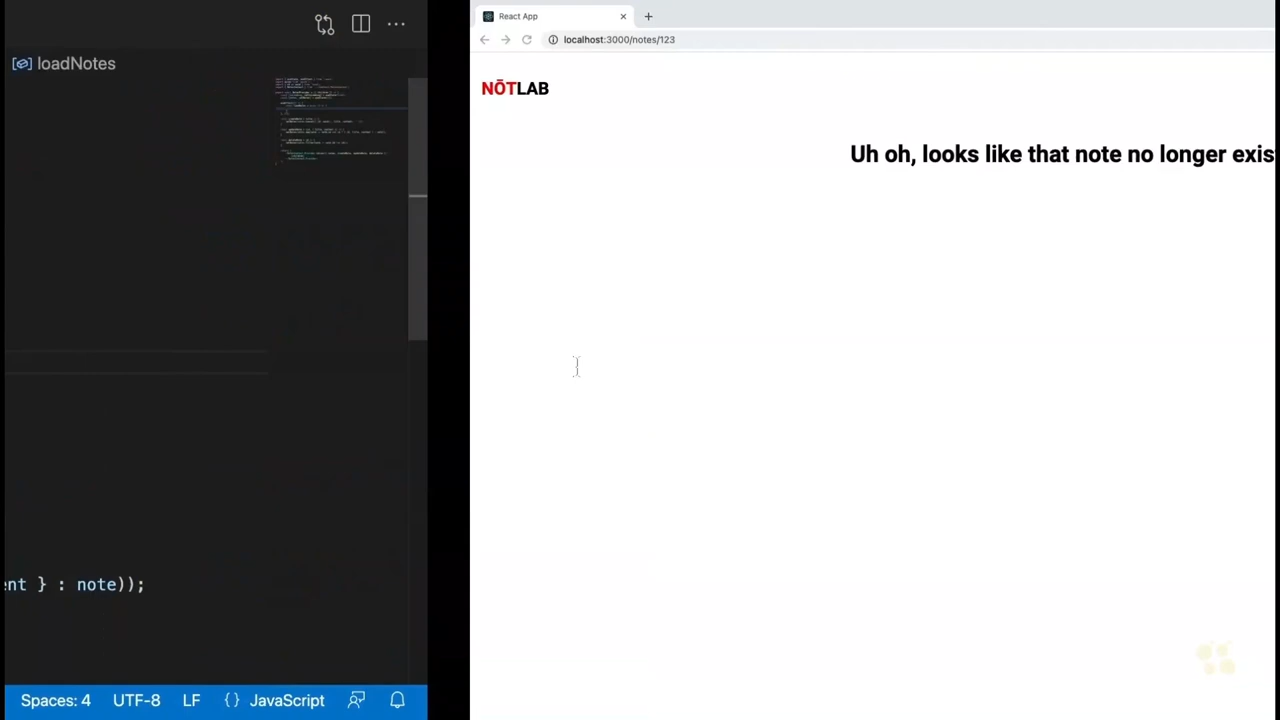 loadNotes
ent } : note));
Spaces: 4 UTF-8 LF {} JavaScript
React App
localhost:3000/notes/123
NŌTLAB
Uh oh, looks like that note no longer exis